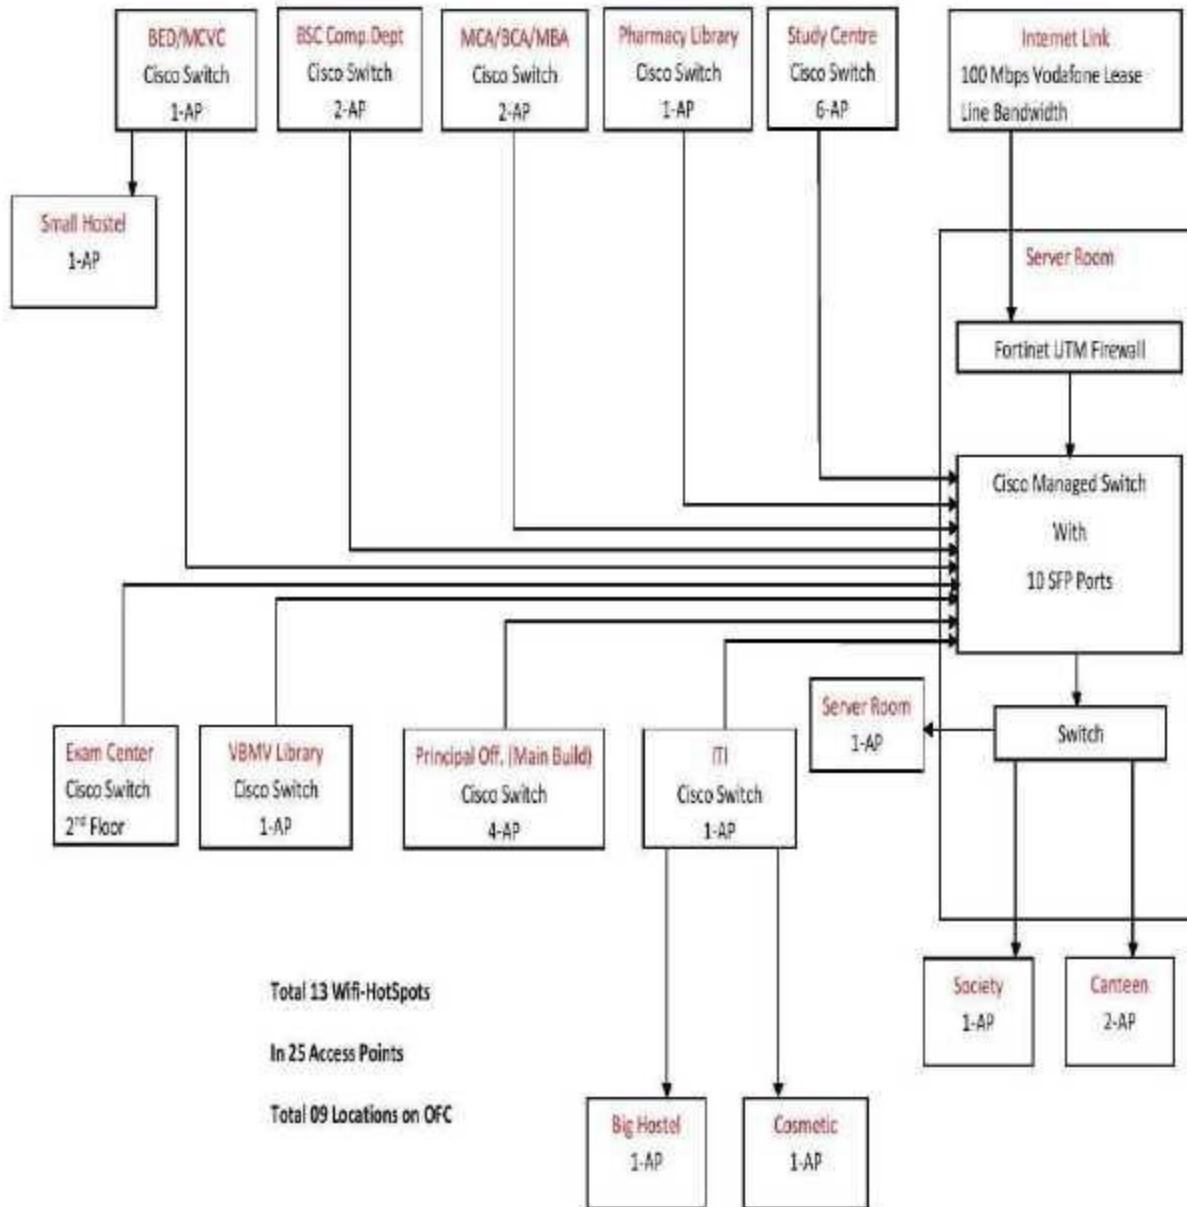 BED/MCVC
Cisco Switch
1-AP
BSC Comp.Dept
Cisco Switch
2-AP
MCA/BCA/MBA
Cisco Switch
2-AP
Pharmacy Library
Cisco Switch
1-AP
Study Centre
Cisco Switch
6-AP
Internet Link
100 Mbps Vodafone Lease
Line Bandwidth
Small Hostel
1-AP
Server Room
Fortinet UTM Firewall
Cisco Managed Switch
With
10 SFP Ports
Server Room
1-AP
Switch
Exam Center
Cisco Switch
2nd Floor
VBMV Library
Cisco Switch
1-AP
Principal Off. (Main Build)
Cisco Switch
4-AP
ITI
Cisco Switch
1-AP
Society
1-AP
Canteen
2-AP
Total 13 Wifi-HotSpots
In 25 Access Points
Total 09 Locations on OFC
Big Hostel
1-AP
Cosmetic
1-AP